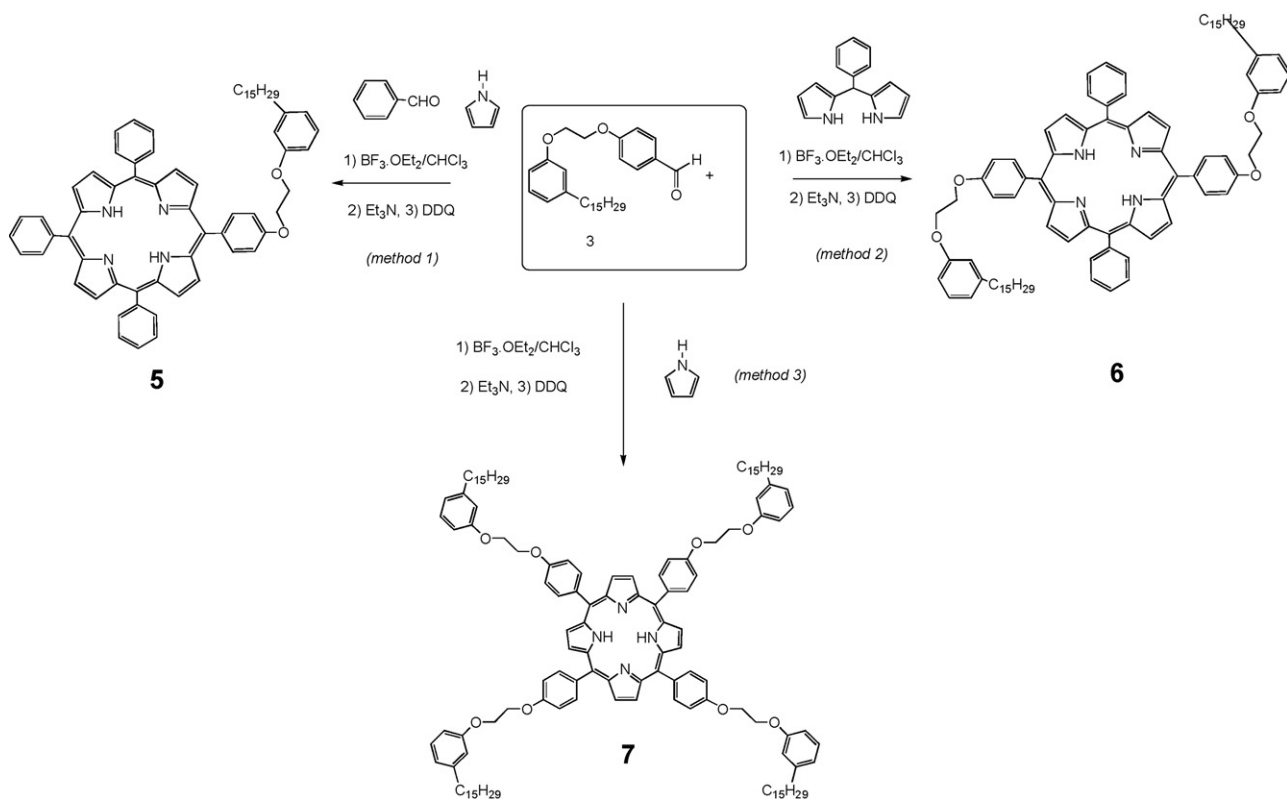 C15H29
H
N
CHO
1) BF3.OEt2/CHCl3
2) Et3N, 3) DDQ
(method 1)
NH
N
N
HN
O
O
5
O
O
H
O
+
C15H29
3
NH
HN
1) BF3.OEt2/CHCl3
2) Et3N, 3) DDQ
(method 2)
C15H29
O
O
NH
N
N
HN
O
O
C15H29
6
1) BF3.OEt2/CHCl3
2) Et3N, 3) DDQ
H
N
(method 3)
C15H29
C15H29
O
O
O
O
N
NH
HN
N
O
O
O
O
C15H29
C15H29
7